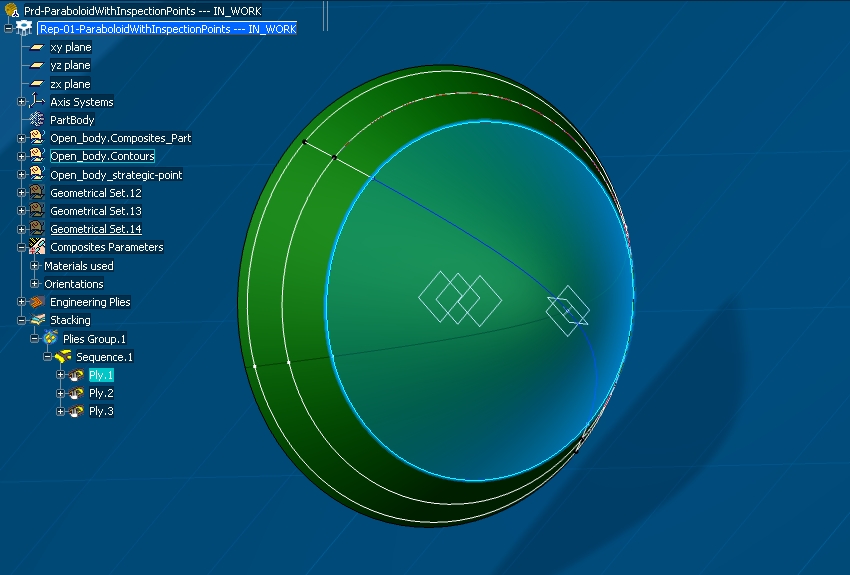 Prd-ParaboloidWithInspectionPoints --- IN_WORK
Rep-01-ParaboloidWithInspectionPoints --- IN_WORK
xy plane
yz plane
zx plane
Axis Systems
PartBody
Open_body.Composites_Part
Open_body.Contours
Open_body_strategic-point
Geometrical Set.12
Geometrical Set.13
Geometrical Set.14
Composites Parameters
Materials used
Orientations
Engineering Plies
Stacking
Plies Group.1
Sequence.1
Ply.1
Ply.2
Ply.3